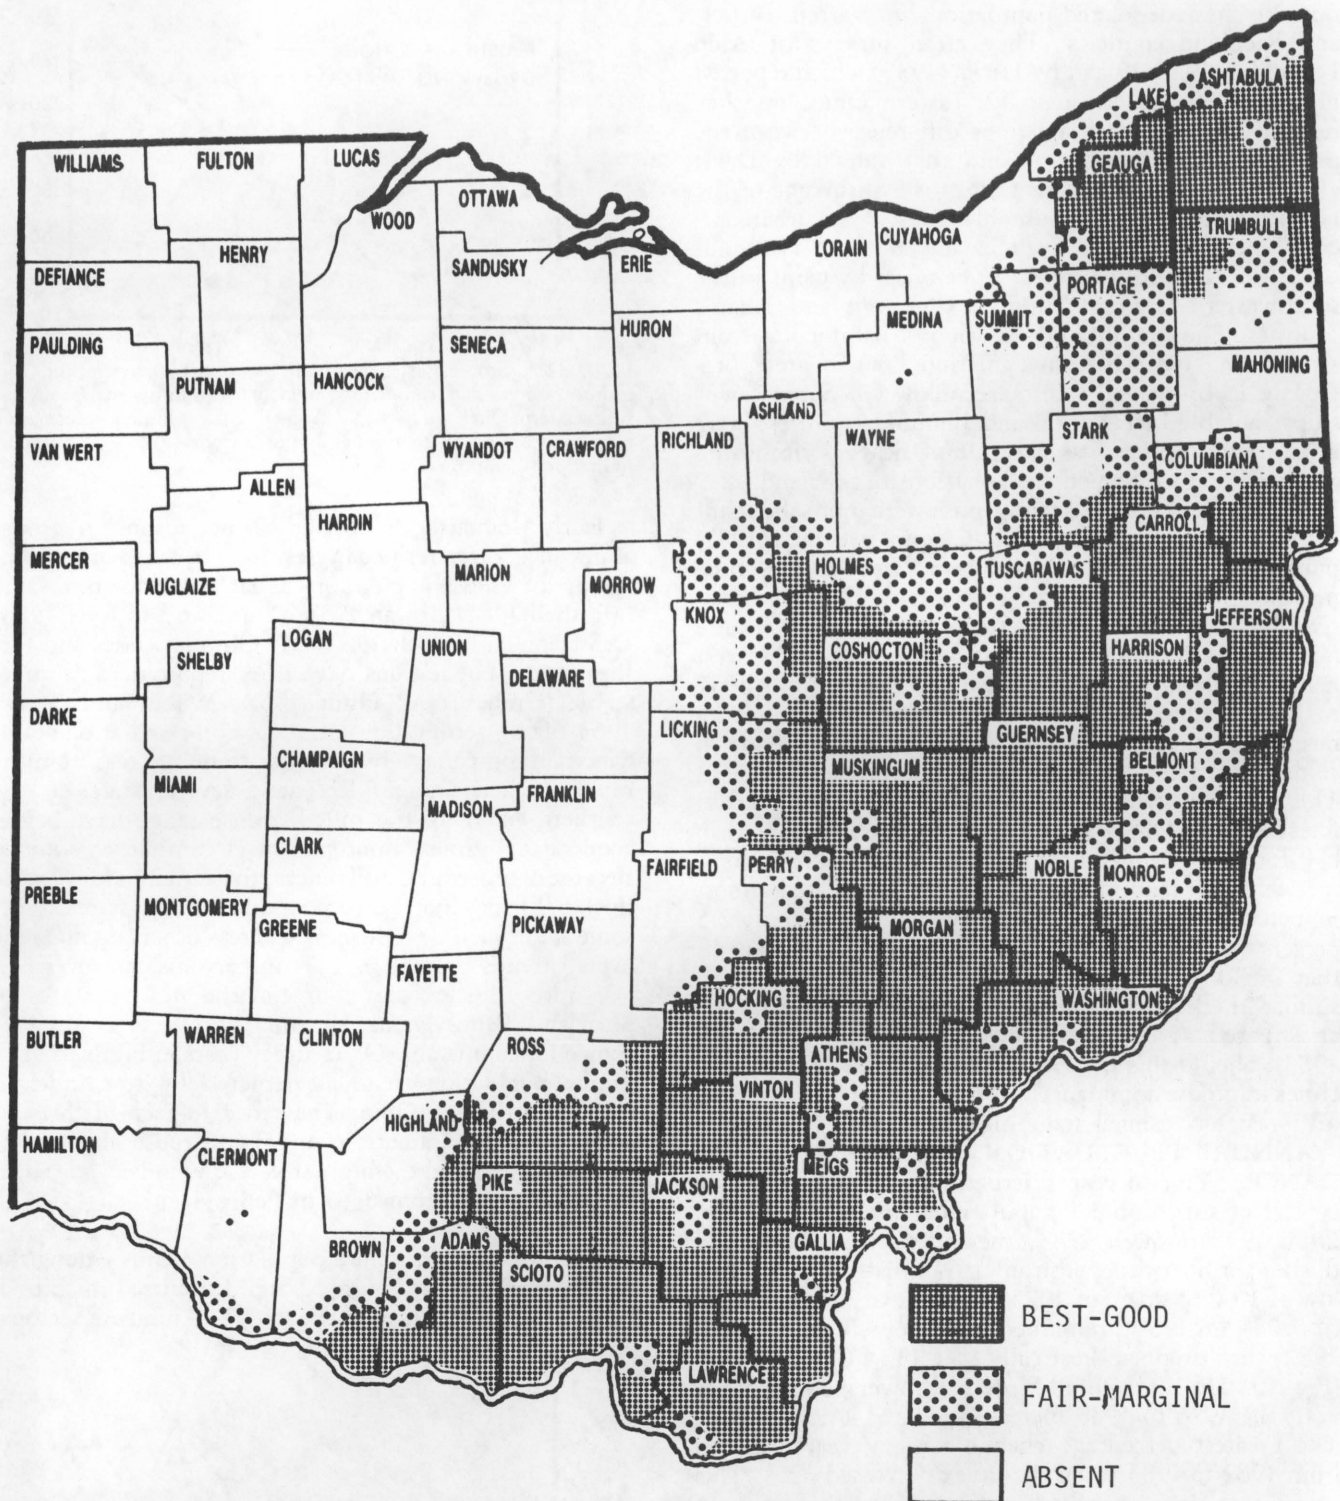 ASHTABULA
LAKE
WILLIAMS
FULTON
LUCAS
GEAUGA
OTTAWA
WOOD
TRUMBULL
CUYAHOGA
LORAIN
HENRY
SANDUSKY
ERIE
DEFIANCE
PORTAGE
HURON
MEDINA
SUMMIT
PAULDING
SENECA
MAHONING
PUTNAM
HANCOCK
ASHLAND
STARK
RICHLAND
WAYNE
VAN WERT
WYANDOT
CRAWFORD
COLUMBIANA
ALLEN
HARDIN
CARROLL
MERCER
HOLMES
TUSCARAWAS
MARION
AUGLAIZE
MORROW
KNOX
JEFFERSON
LOGAN
UNION
COSHOCTON
HARRISON
SHELBY
DELAWARE
DARKE
LICKING
GUERNSEY
CHAMPAIGN
BELMONT
MUSKINGUM
MIAMI
FRANKLIN
MADISON
CLARK
FAIRFIELD
PERRY
NOBLE
MONROE
PREBLE
MONTGOMERY
GREENE
PICKAWAY
MORGAN
FAYETTE
HOCKING
WASHINGTON
BUTLER
WARREN
CLINTON
ROSS
ATHENS
VINTON
HIGHLAND
HAMILTON
CLERMONT
MEIGS
PIKE
JACKSON
BROWN
ADAMS
GALLIA
SCIOTO
LAWRENCE
BEST-GOOD
FAIR-MARGINAL
ABSENT